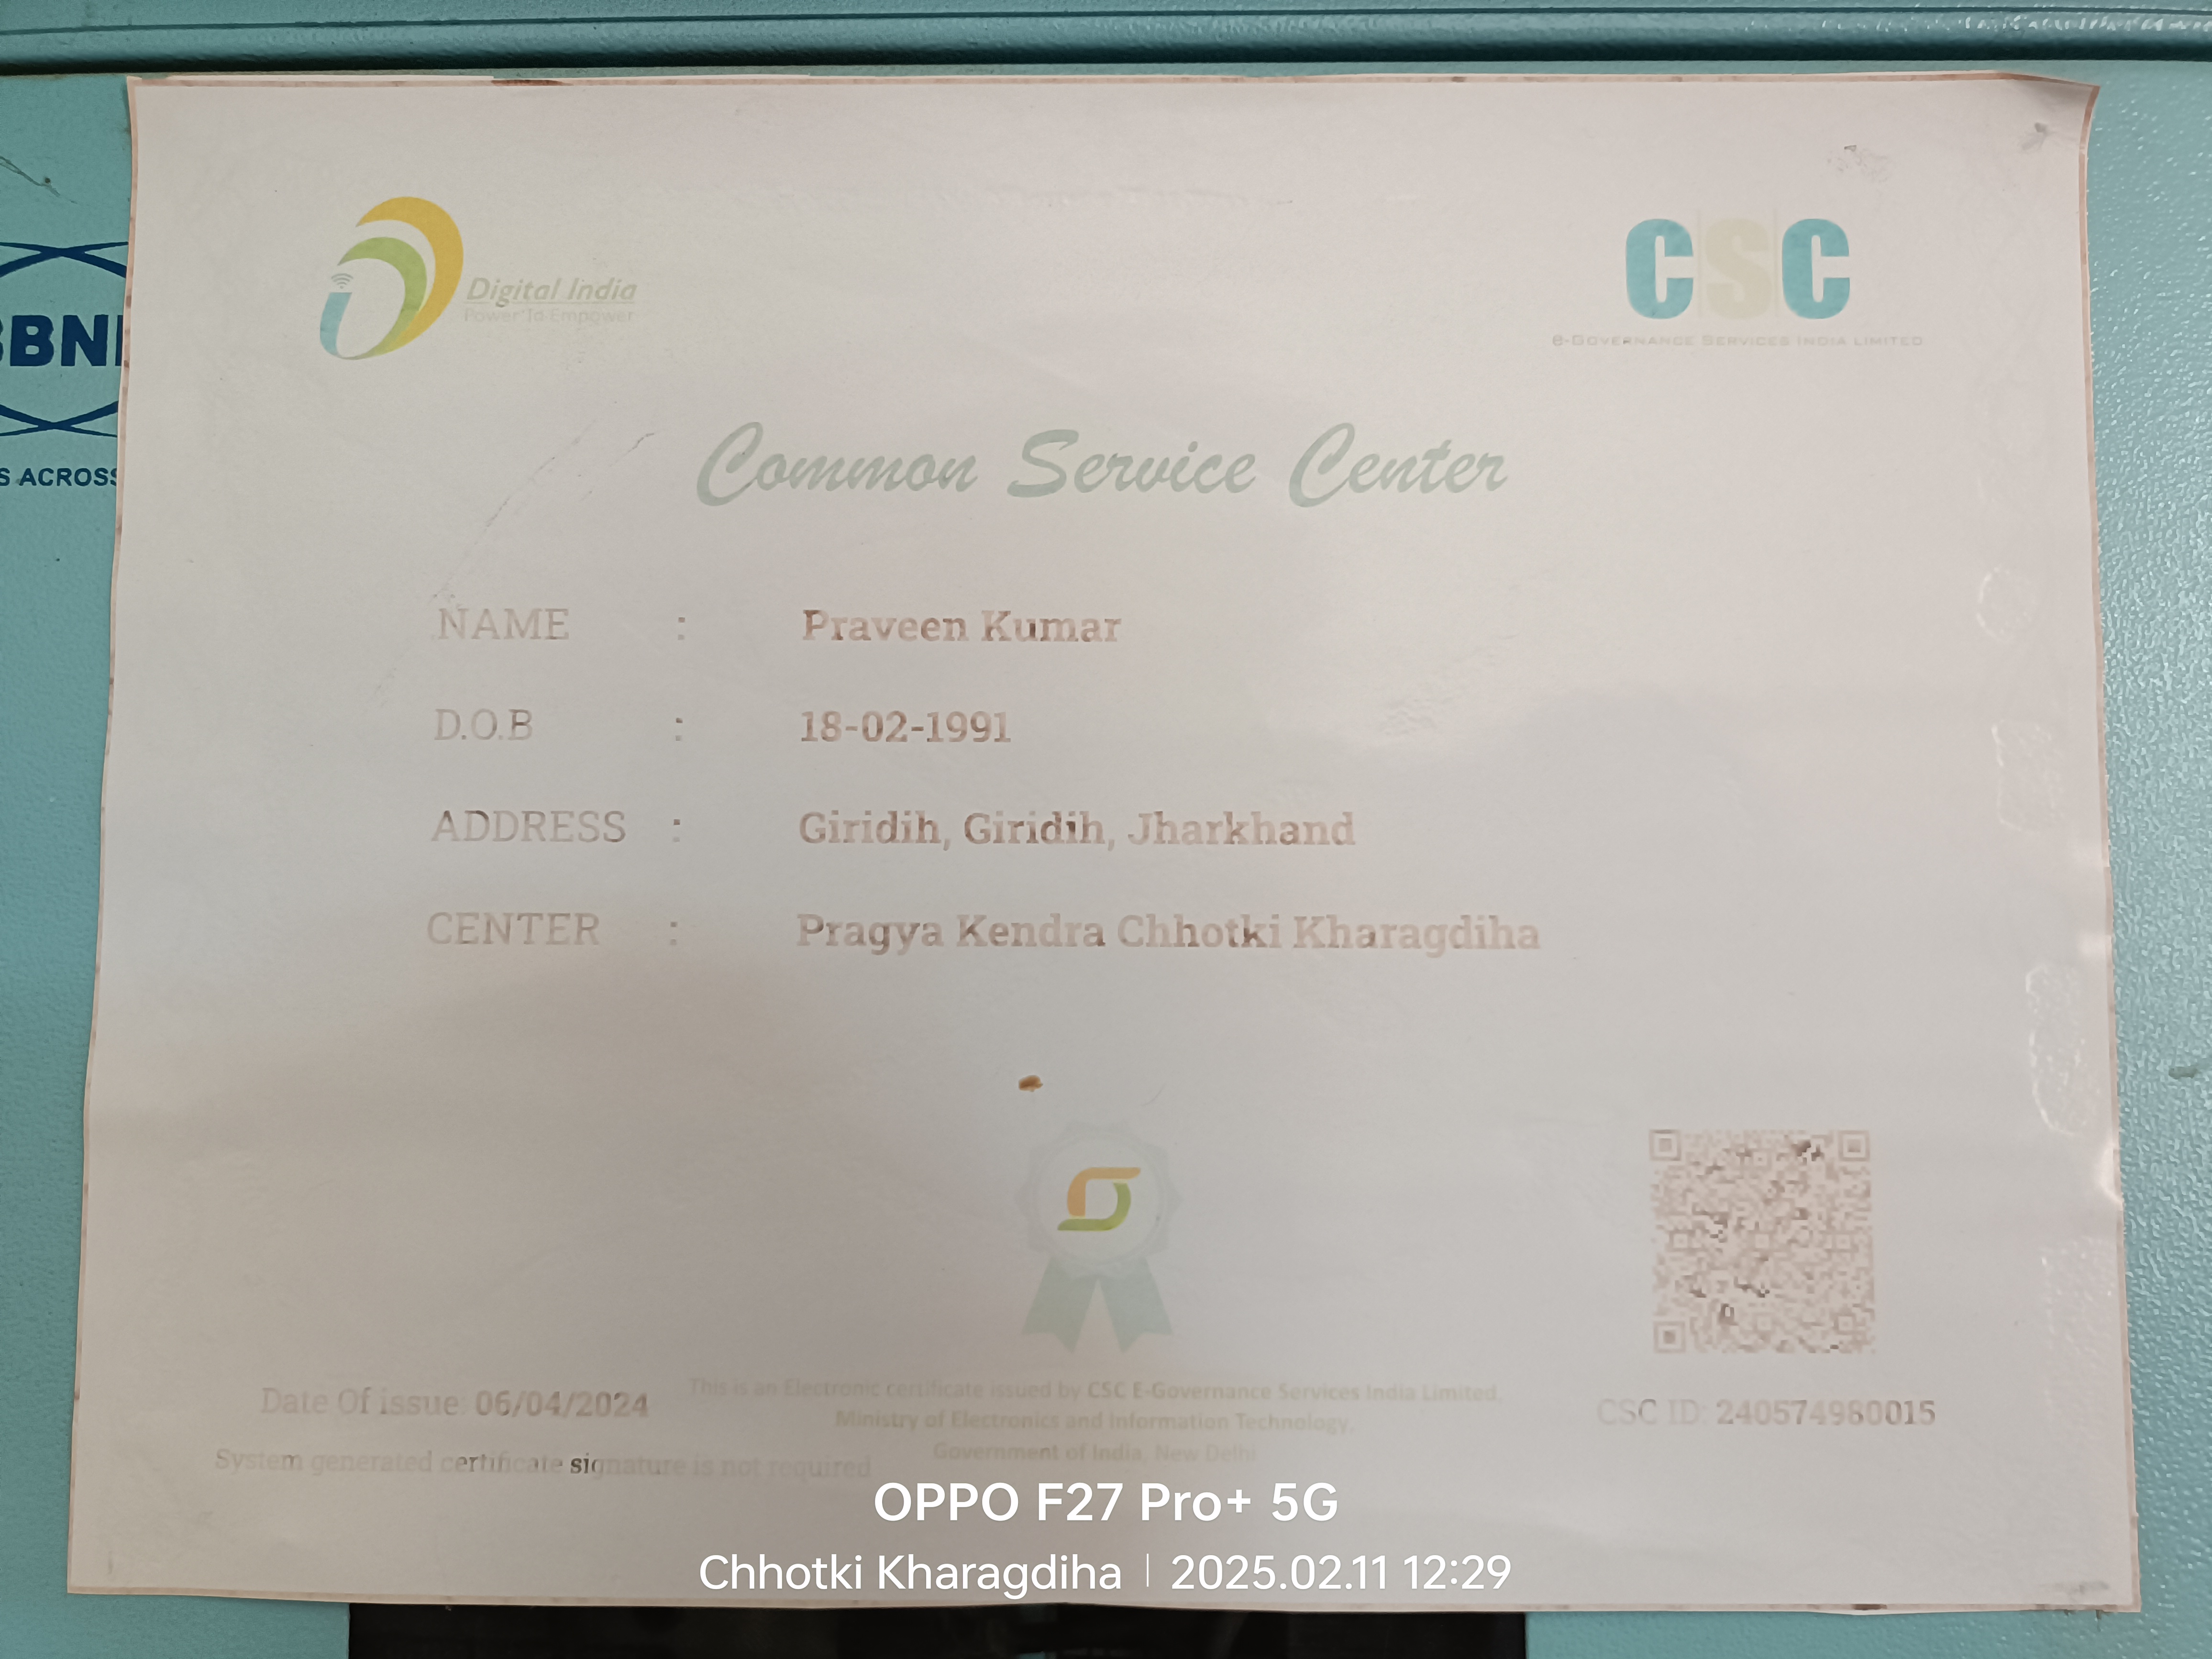 Digital India
Power To Empower
CSC
E-GOVERNANCE SERVICES INDIA LIMITED
BBN
S ACROSS
Common Service Center
NAME : Praveen Kumar
D.O.B : 18-02-1991
ADDRESS : Giridih, Giridih, Jharkhand
CENTER : Pragya Kendra Chhotki Kharagdiha
Date Of issue: 06/04/2024
This is an Electronic certificate issued by CSC E-Governance Services India Limited.
Ministry of Electronics and Information Technology,
Government of India, New Delhi
CSC ID: 240574980015
System generated certificate signature is not required
OPPO F27 Pro+ 5G
Chhotki Kharagdiha | 2025.02.11 12:29